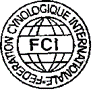 FEDERATION CYNOLOGIQUE INTERNATIONALE
FCI